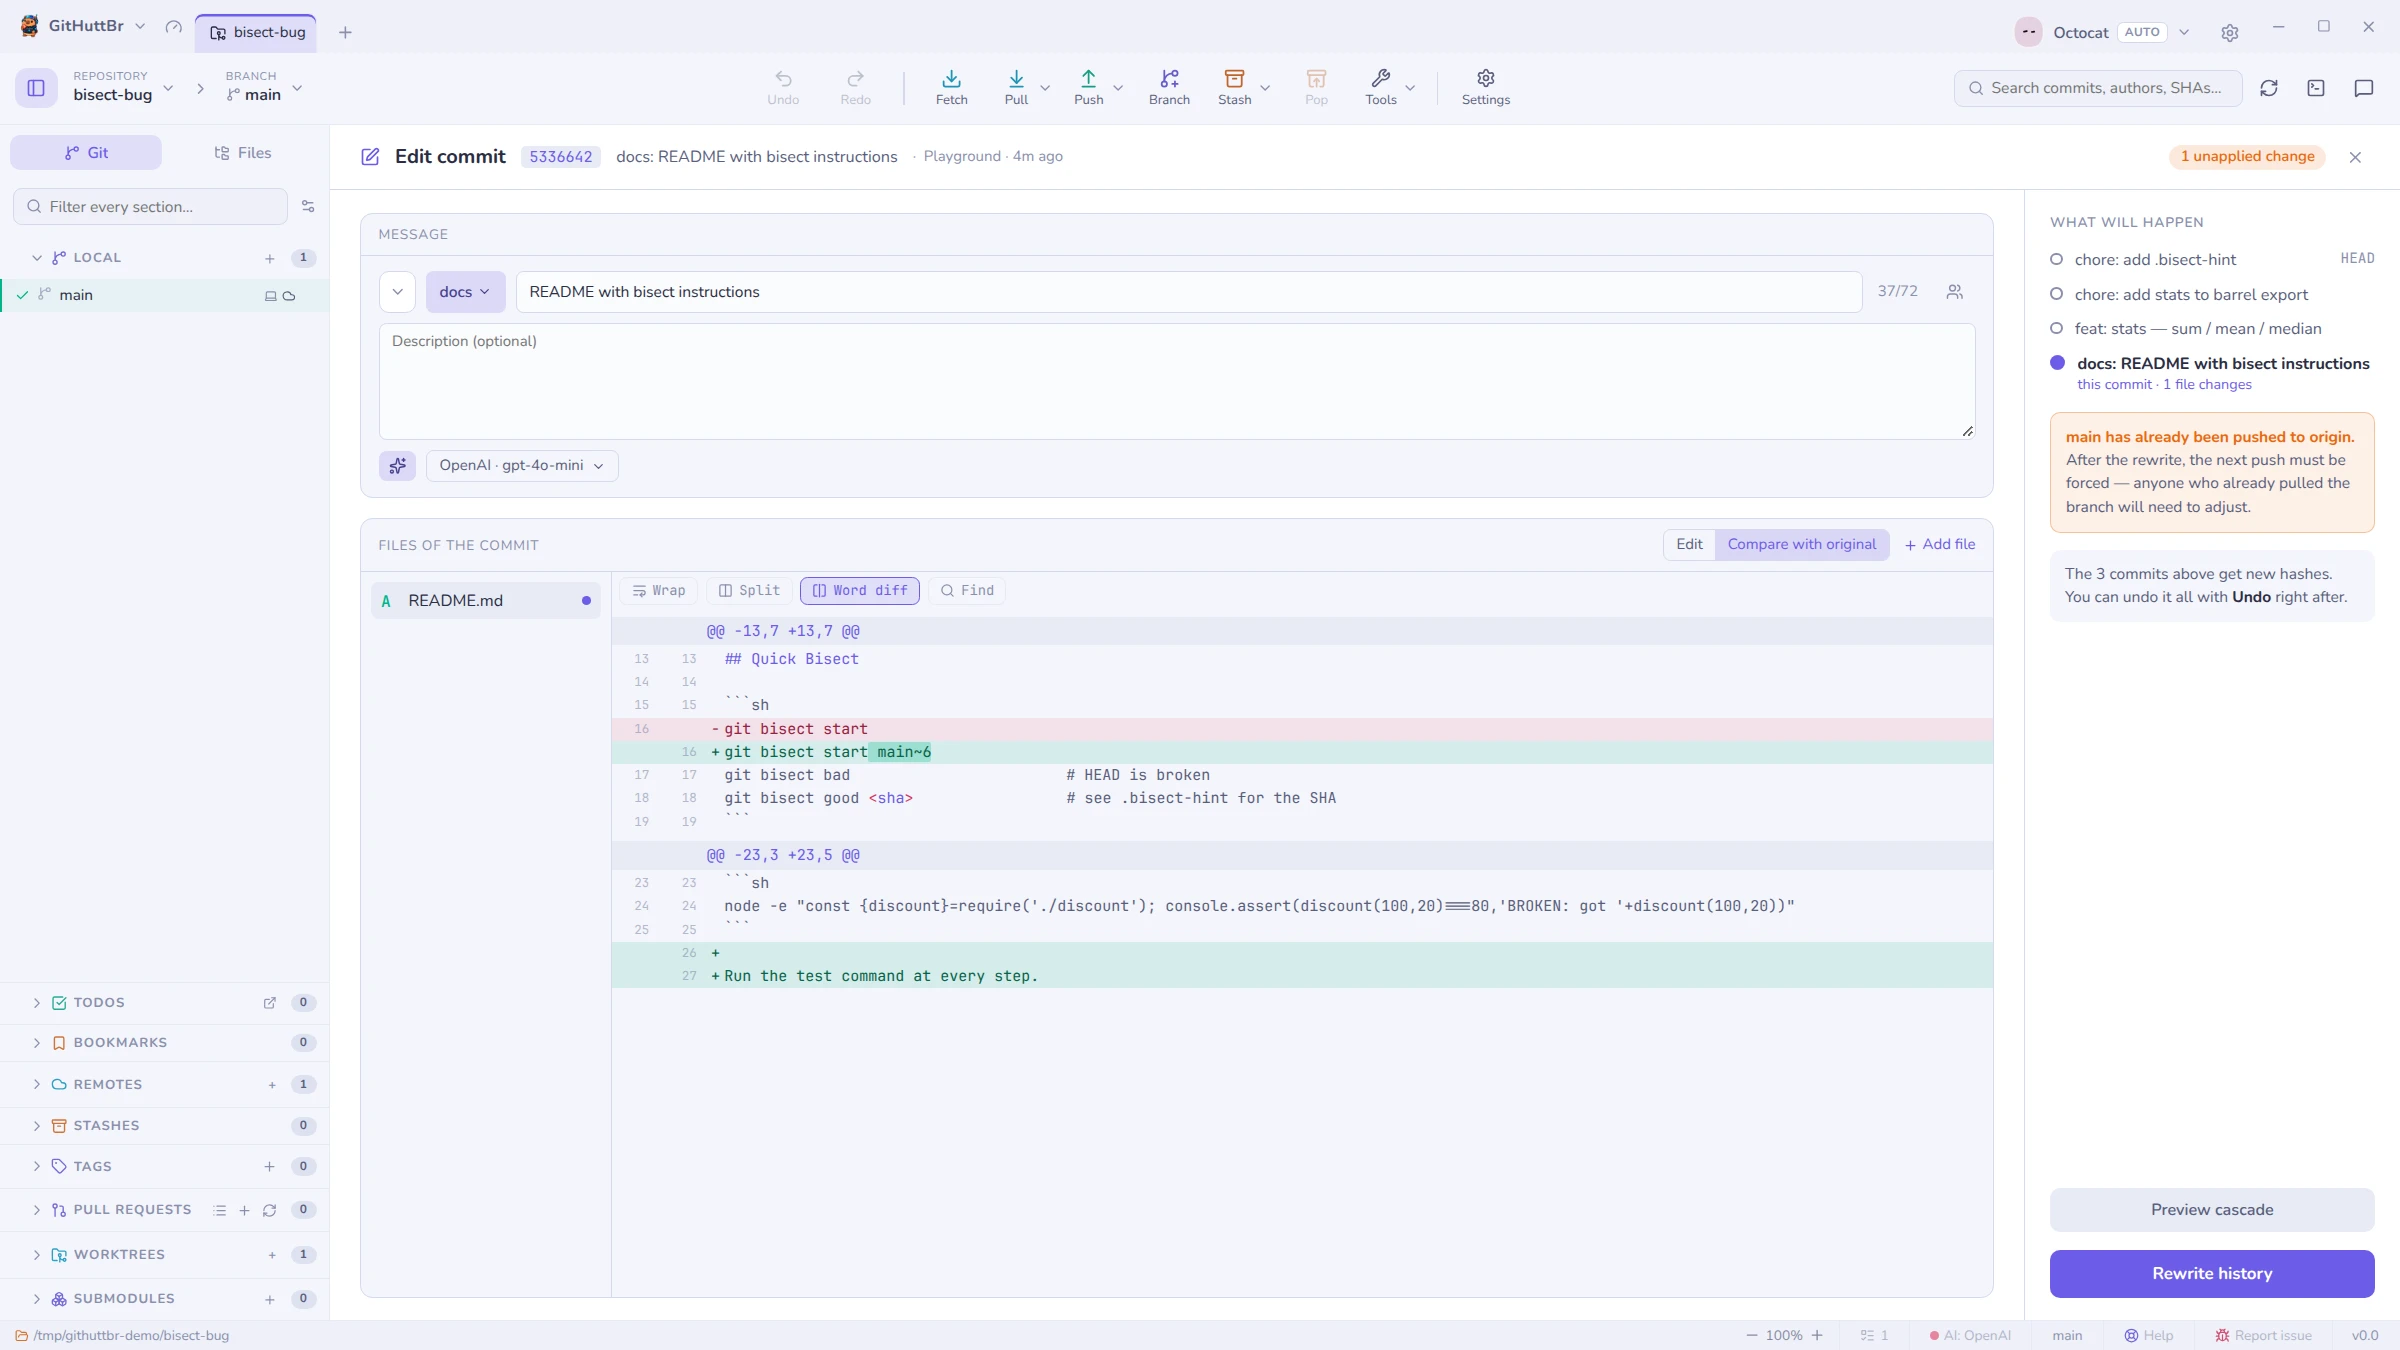 GitHuttBr
bisect-bug
Octocat AUTO
REPOSITORY
bisect-bug
BRANCH
main
Undo
Redo
Fetch
Pull
Push
Branch
Stash
Pop
Tools
Settings
Search commits, authors, SHAs...
Git
Files
Filter every section...
LOCAL 1
main
TODOS 0
BOOKMARKS 0
REMOTES 1
STASHES 0
TAGS 0
PULL REQUESTS 0
WORKTREES 1
SUBMODULES 0
Edit commit 5336642 docs: README with bisect instructions · Playground · 4m ago
1 unapplied change
MESSAGE
docs README with bisect instructions 37/72
Description (optional)
OpenAI · gpt-4o-mini
FILES OF THE COMMIT
Edit Compare with original + Add file
A README.md
Wrap Split Word diff Find
@@ -13,7 +13,7 @@
13 13 ## Quick Bisect
14 14
15 15 ```sh
16 - git bisect start
16 + git bisect start main~6
17 17 git bisect bad # HEAD is broken
18 18 git bisect good <sha> # see .bisect-hint for the SHA
19 19 ```
@@ -23,3 +23,5 @@
23 23 ```sh
24 24 node -e "const {discount}=require('./discount'); console.assert(discount(100,20)===80,'BROKEN: got '+discount(100,20))"
25 25 ```
26 +
27 + Run the test command at every step.
WHAT WILL HAPPEN
chore: add .bisect-hint HEAD
chore: add stats to barrel export
feat: stats — sum / mean / median
docs: README with bisect instructions
this commit · 1 file changes
main has already been pushed to origin.
After the rewrite, the next push must be
forced — anyone who already pulled the
branch will need to adjust.
The 3 commits above get new hashes.
You can undo it all with Undo right after.
Preview cascade
Rewrite history
/tmp/githuttbr-demo/bisect-bug
— 100% +
1
AI: OpenAI
main
Help
Report issue
v0.0